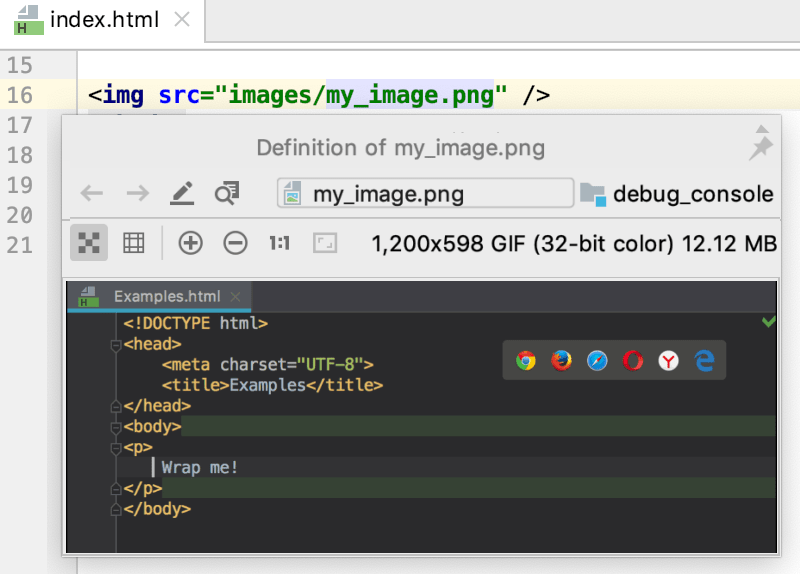 index.html
15
16 <img src="images/my_image.png" />
17
Definition of my_image.png
18
19 my_image.png debug_console
20
21 1:1 1,200x598 GIF (32-bit color) 12.12 MB
Examples.html
<!DOCTYPE html>
<head>
<meta charset="UTF-8">
<title>Examples</title>
</head>
<body>
<p>
Wrap me!
</p>
</body>